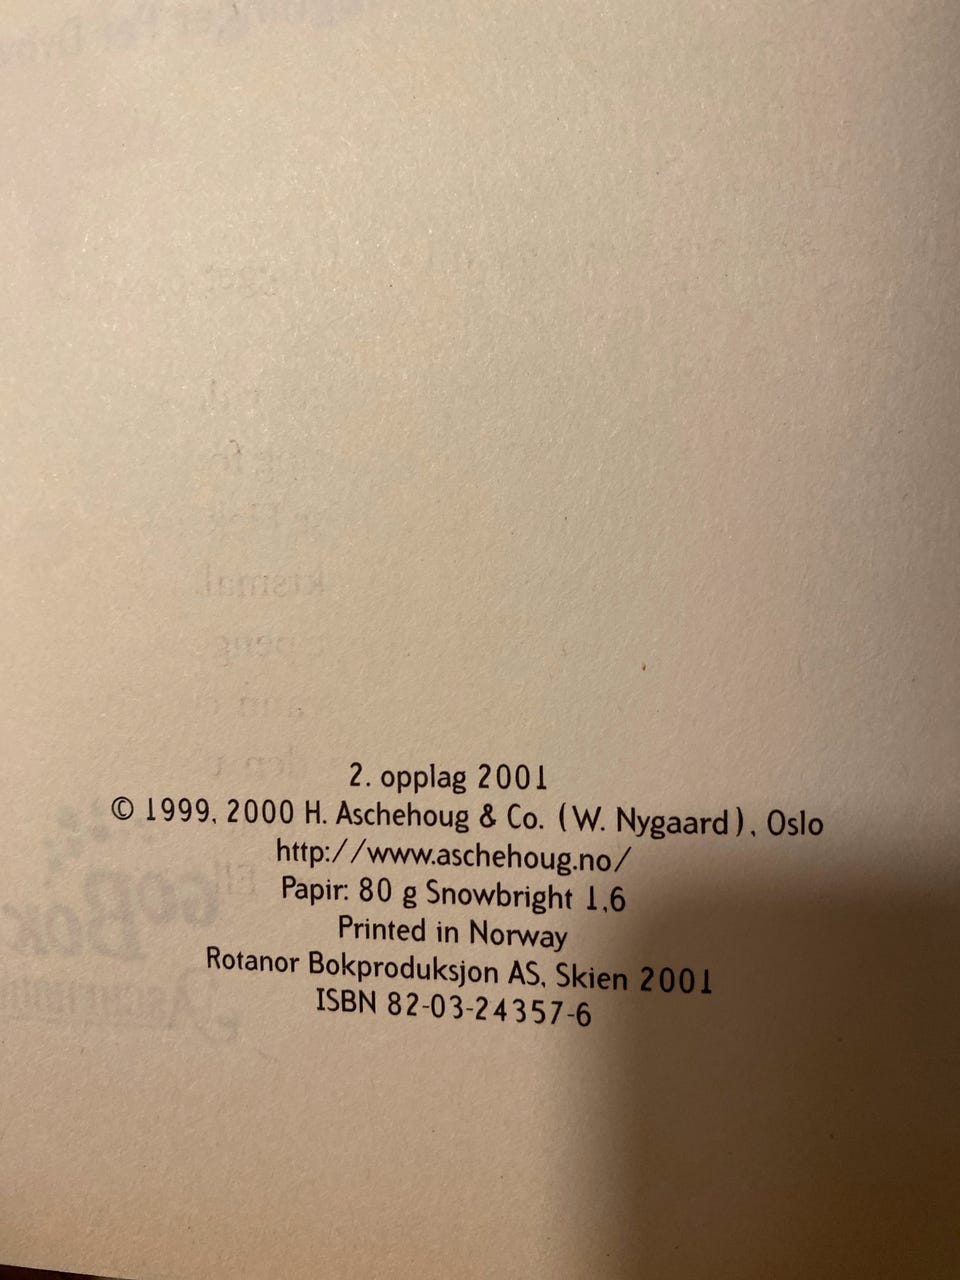 2. opplag 2001
© 1999, 2000 H. Aschehoug & Co. (W. Nygaard), Oslo
http://www.aschehoug.no/
Papir: 80 g Snowbright 1,6
Printed in Norway
Rotanor Bokproduksjon AS, Skien 2001
ISBN 82-03-24357-6